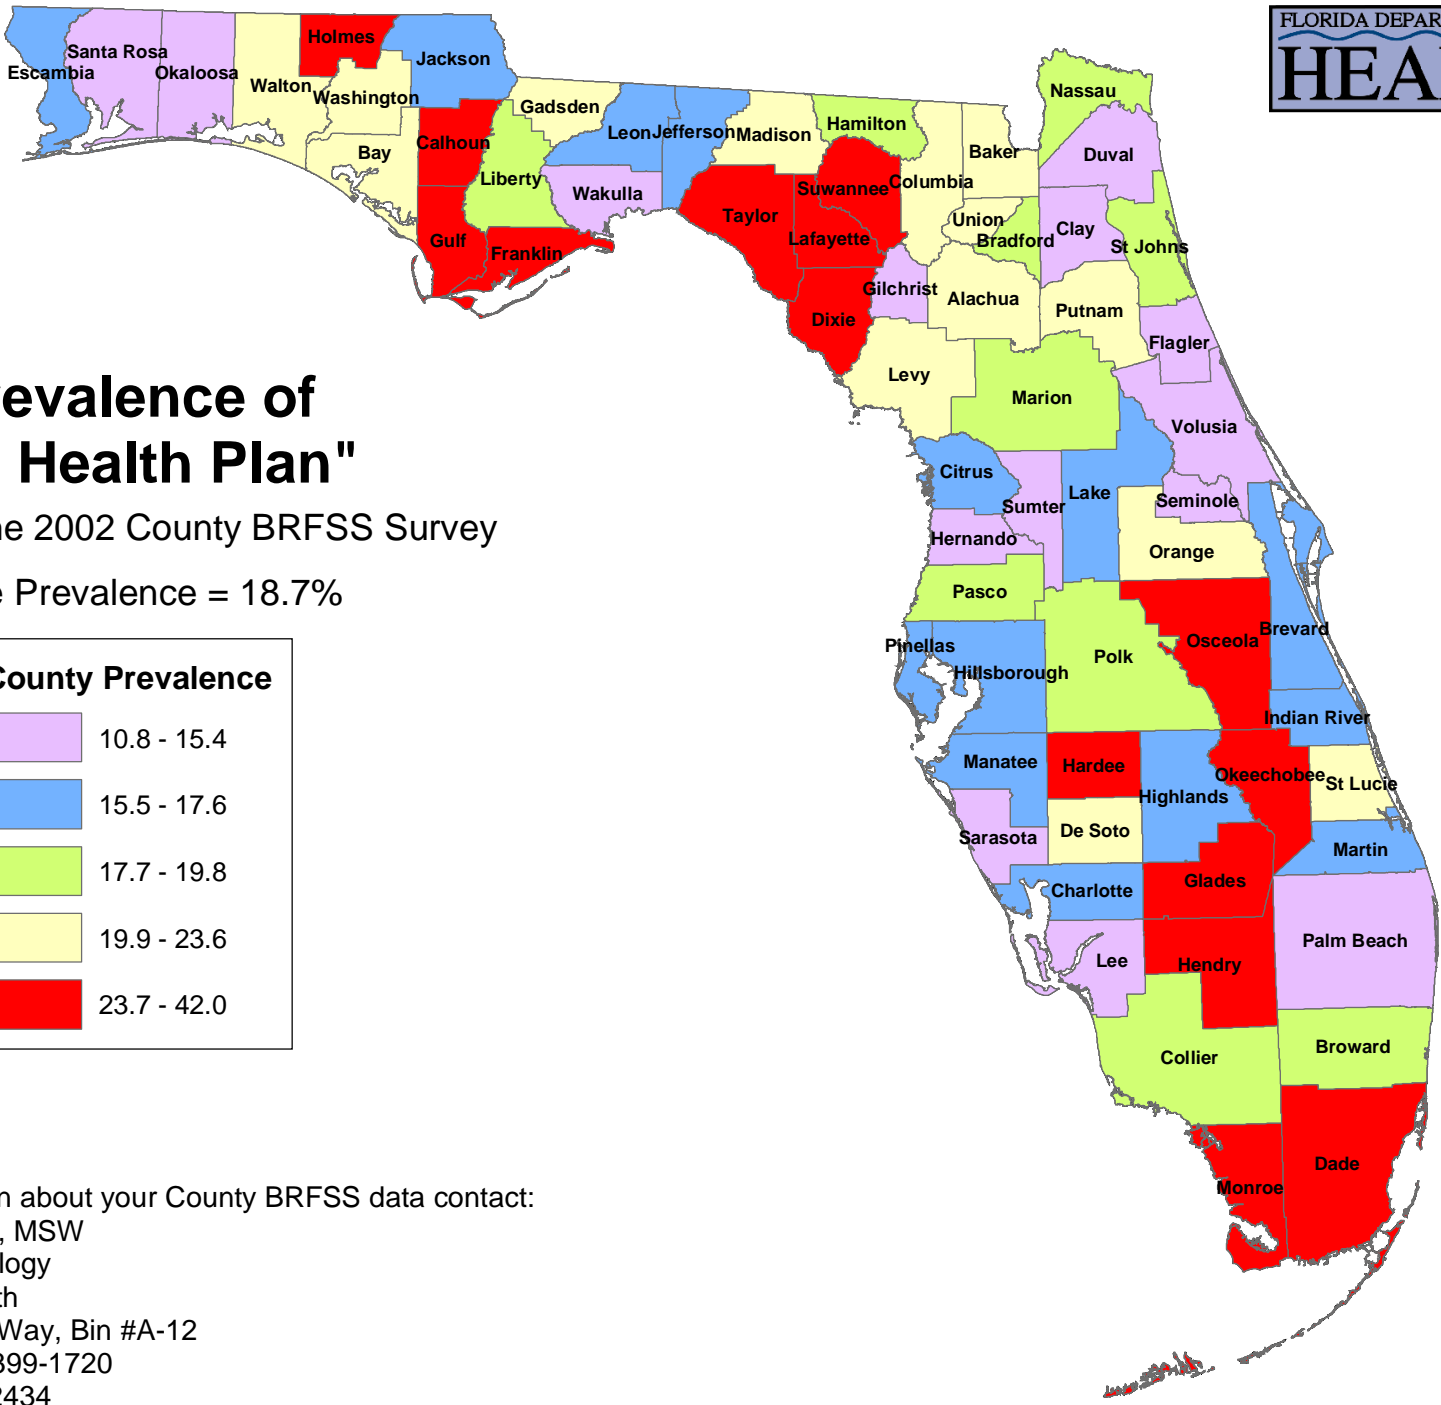 FLORIDA DEPAR
HEA
Holmes
Santa Rosa
Escambia
Okaloosa
Jackson
Walton
Washington
Gadsden
Nassau
Bay
Calhoun
Leon
Jefferson
Madison
Hamilton
Baker
Duval
Liberty
Wakulla
Suwannee
Columbia
Taylor
Union
Clay
Lafayette
Bradford
St Johns
Gulf
Franklin
Gilchrist
Alachua
Putnam
Dixie
Flagler
Levy
Marion
Volusia
Citrus
Lake
Sumter
Seminole
Hernando
Orange
Pasco
Pinellas
Hillsborough
Polk
Osceola
Brevard
Indian River
Manatee
Hardee
Okeechobee
St Lucie
Highlands
Sarasota
De Soto
Martin
Charlotte
Glades
Palm Beach
Lee
Hendry
Collier
Broward
Dade
Monroe
evalence of
Health Plan"
ne 2002 County BRFSS Survey
e Prevalence = 18.7%
County Prevalence
10.8 - 15.4
15.5 - 17.6
17.7 - 19.8
19.9 - 23.6
23.7 - 42.0
n about your County BRFSS data contact:
, MSW
logy
th
Way, Bin #A-12
399-1720
2434